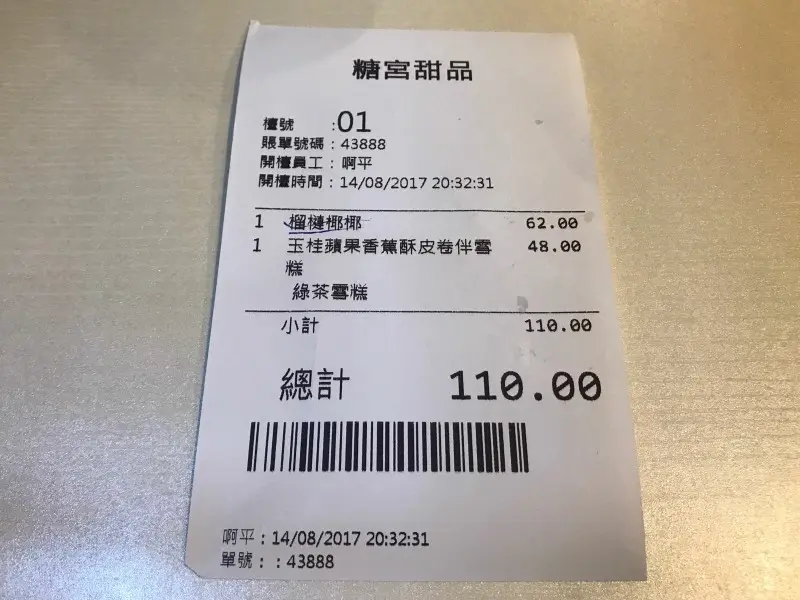 糖宮甜品
檯號 :01
賬單號碼：43888
開檯員工：啊平
開檯時間：14/08/2017 20:32:31
1 榴槤椰椰 62.00
1 玉桂蘋果香蕉酥皮卷伴雪 48.00
糕
綠茶雪糕
小計 110.00
總計 110.00
啊平：14/08/2017 20:32:31
單號：：43888